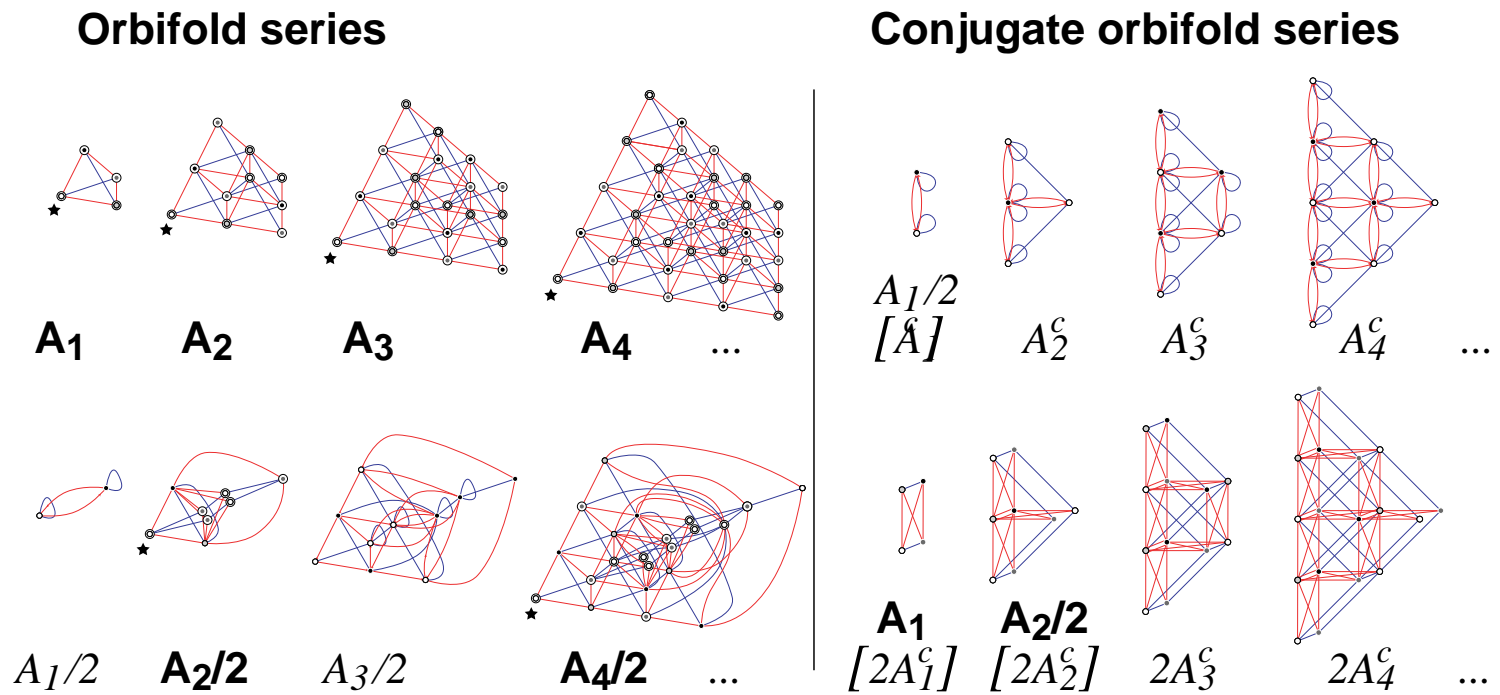 Orbifold series
Conjugate orbifold series
A₁ A₂ A₃ A₄ ...
A₁/2
[A₁ᶜ] A₂ᶜ A₃ᶜ A₄ᶜ ...
A₁/2 A₂/2 A₃/2 A₄/2 ...
A₁ A₂/2
[2A₁ᶜ] [2A₂ᶜ] 2A₃ᶜ 2A₄ᶜ ...